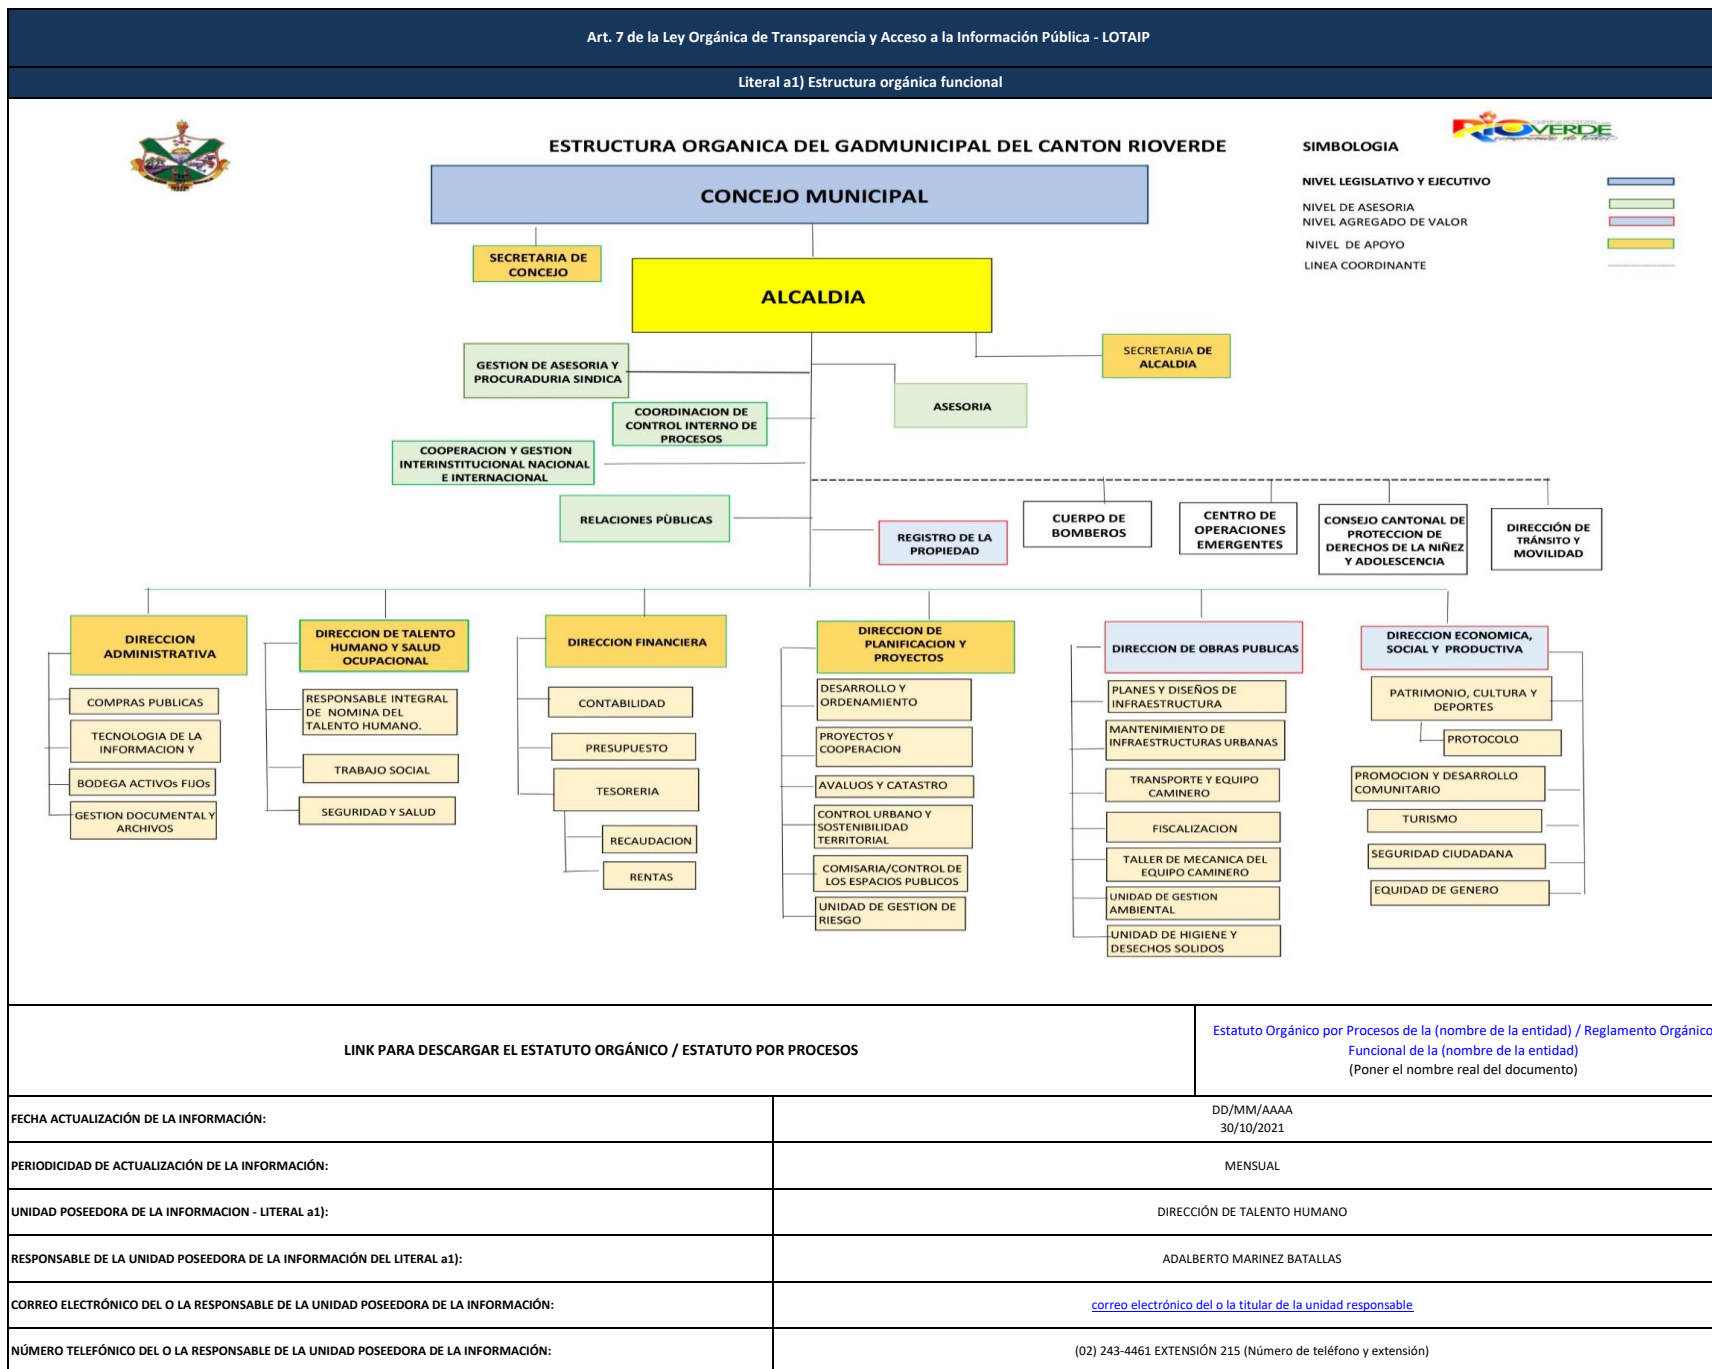 Art. 7 de la Ley Orgánica de Transparencia y Acceso a la Información Pública - LOTAIP
Literal a1) Estructura orgánica funcional
ESTRUCTURA ORGANICA DEL GADMUNICIPAL DEL CANTON RIOVERDE
RIOVERDE
SIMBOLOGIA
NIVEL LEGISLATIVO Y EJECUTIVO
NIVEL DE ASESORIA
NIVEL AGREGADO DE VALOR
NIVEL DE APOYO
LINEA COORDINANTE
CONCEJO MUNICIPAL
SECRETARIA DE
CONCEJO
ALCALDIA
SECRETARIA DE
ALCALDIA
GESTION DE ASESORIA Y
PROCURADURIA SINDICA
ASESORIA
COORDINACION DE
CONTROL INTERNO DE
PROCESOS
COOPERACION Y GESTION
INTERINSTITUCIONAL NACIONAL
E INTERNACIONAL
RELACIONES PÙBLICAS
REGISTRO DE LA
PROPIEDAD
CUERPO DE
BOMBEROS
CENTRO DE
OPERACIONES
EMERGENTES
CONSEJO CANTONAL DE
PROTECCION DE
DERECHOS DE LA NIÑEZ
Y ADOLESCENCIA
DIRECCIÓN DE
TRÁNSITO Y
MOVILIDAD
DIRECCION
ADMINISTRATIVA
COMPRAS PUBLICAS
TECNOLOGIA DE LA
INFORMACION Y
BODEGA ACTIVOs FIJOs
GESTION DOCUMENTAL Y
ARCHIVOS
DIRECCION DE TALENTO
HUMANO Y SALUD
OCUPACIONAL
RESPONSABLE INTEGRAL
DE NOMINA DEL
TALENTO HUMANO.
TRABAJO SOCIAL
SEGURIDAD Y SALUD
DIRECCION FINANCIERA
CONTABILIDAD
PRESUPUESTO
TESORERIA
RECAUDACION
RENTAS
DIRECCION DE
PLANIFICACION Y
PROYECTOS
DESARROLLO Y
ORDENAMIENTO
PROYECTOS Y
COOPERACION
AVALUOS Y CATASTRO
CONTROL URBANO Y
SOSTENIBILIDAD
TERRITORIAL
COMISARIA/CONTROL DE
LOS ESPACIOS PUBLICOS
UNIDAD DE GESTION DE
RIESGO
DIRECCION DE OBRAS PUBLICAS
PLANES Y DISEÑOS DE
INFRAESTRUCTURA
MANTENIMIENTO DE
INFRAESTRUCTURAS URBANAS
TRANSPORTE Y EQUIPO
CAMINERO
FISCALIZACION
TALLER DE MECANICA DEL
EQUIPO CAMINERO
UNIDAD DE GESTION
AMBIENTAL
UNIDAD DE HIGIENE Y
DESECHOS SOLIDOS
DIRECCION ECONOMICA,
SOCIAL Y PRODUCTIVA
PATRIMONIO, CULTURA Y
DEPORTES
PROTOCOLO
PROMOCION Y DESARROLLO
COMUNITARIO
TURISMO
SEGURIDAD CIUDADANA
EQUIDAD DE GENERO
LINK PARA DESCARGAR EL ESTATUTO ORGÁNICO / ESTATUTO POR PROCESOS
Estatuto Orgánico por Procesos de la (nombre de la entidad) / Reglamento Orgánico
Funcional de la (nombre de la entidad)
(Poner el nombre real del documento)
FECHA ACTUALIZACIÓN DE LA INFORMACIÓN:
DD/MM/AAAA
30/10/2021
PERIODICIDAD DE ACTUALIZACIÓN DE LA INFORMACIÓN:
MENSUAL
UNIDAD POSEEDORA DE LA INFORMACION - LITERAL a1):
DIRECCIÓN DE TALENTO HUMANO
RESPONSABLE DE LA UNIDAD POSEEDORA DE LA INFORMACIÓN DEL LITERAL a1):
ADALBERTO MARINEZ BATALLAS
CORREO ELECTRÓNICO DEL O LA RESPONSABLE DE LA UNIDAD POSEEDORA DE LA INFORMACIÓN:
correo electrónico del o la titular de la unidad responsable
NÚMERO TELEFÓNICO DEL O LA RESPONSABLE DE LA UNIDAD POSEEDORA DE LA INFORMACIÓN:
(02) 243-4461 EXTENSIÓN 215 (Número de teléfono y extensión)